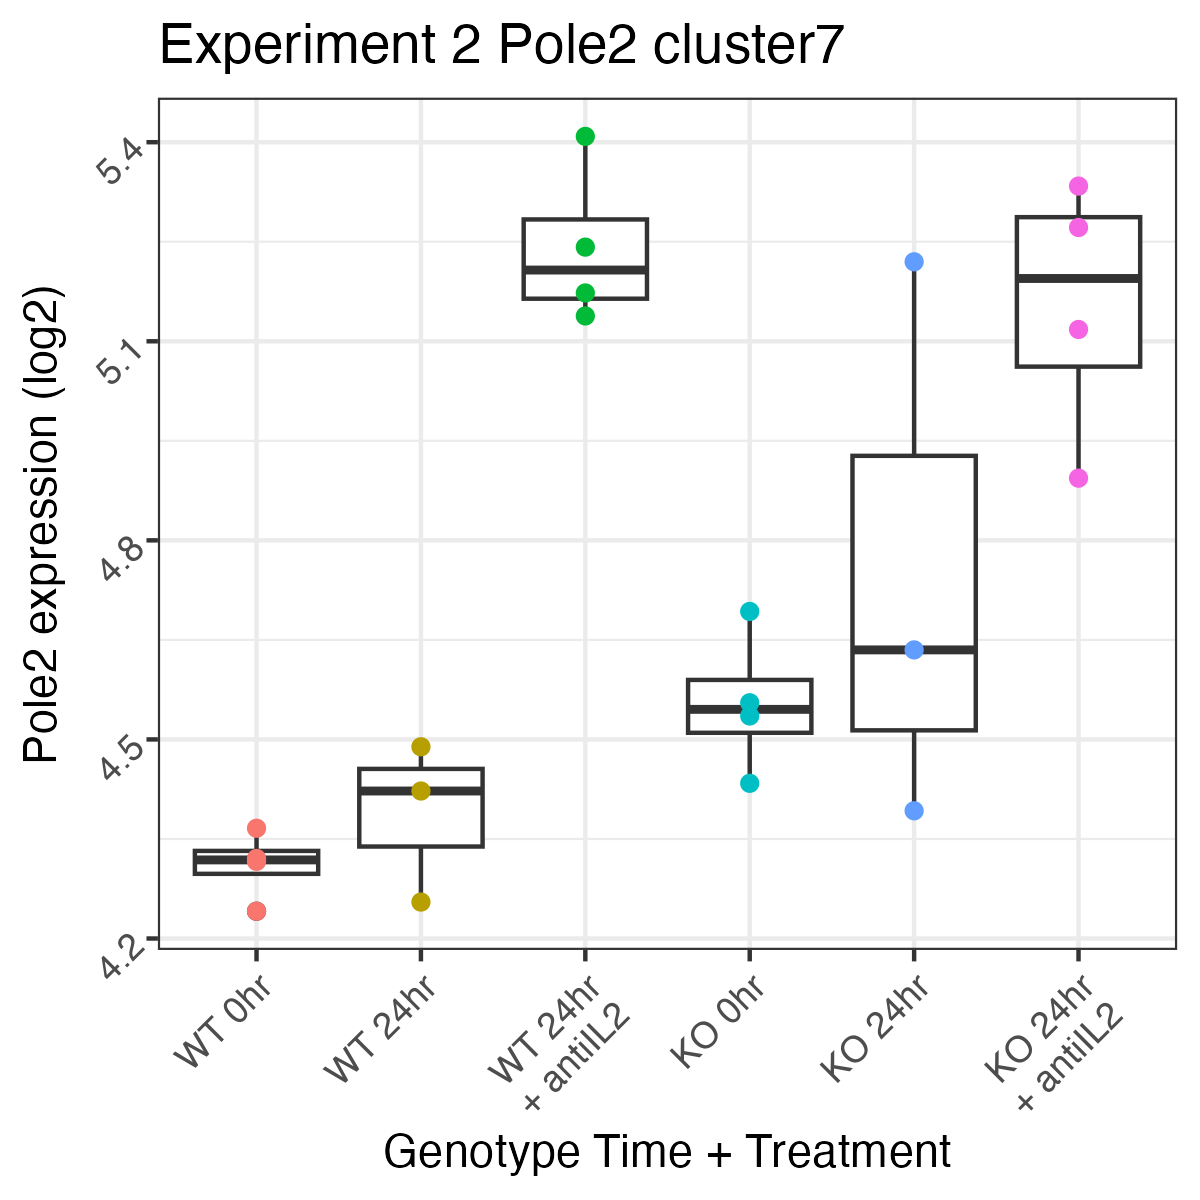 Experiment 2 Pole2 cluster7
Pole2 expression (log2)
5.4
5.1
4.8
4.5
4.2
WT 0hr
WT 24hr
WT 24hr
+ antiIL2
KO 0hr
KO 24hr
KO 24hr
+ antiIL2
Genotype Time + Treatment